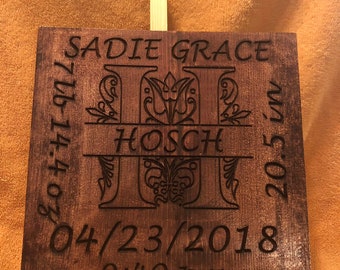 SADIE GRACE
7lb 14.4oz
H
HOSCH
20.5 in
04/23/2018